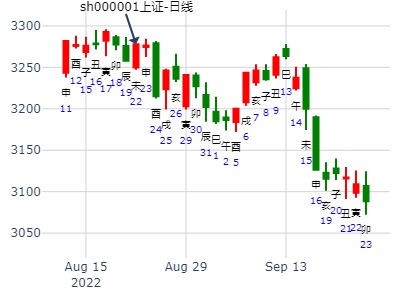 sh000001上证-日线
3300
3250
3200
3150
3100
3050
申
11
酉
12
子
15
丑
16
寅
17
卯
18
辰
19
未
22
申
23
酉
24
戌
25
亥
26
寅
29
卯
30
辰
31
巳
1
午
2
酉
5
戌
6
亥
7
子
8
丑
9
巳
13
午
14
未
15
申
16
亥
19
子
20
丑
21
寅
22
卯
23
Aug 15
2022
Aug 29
Sep 13